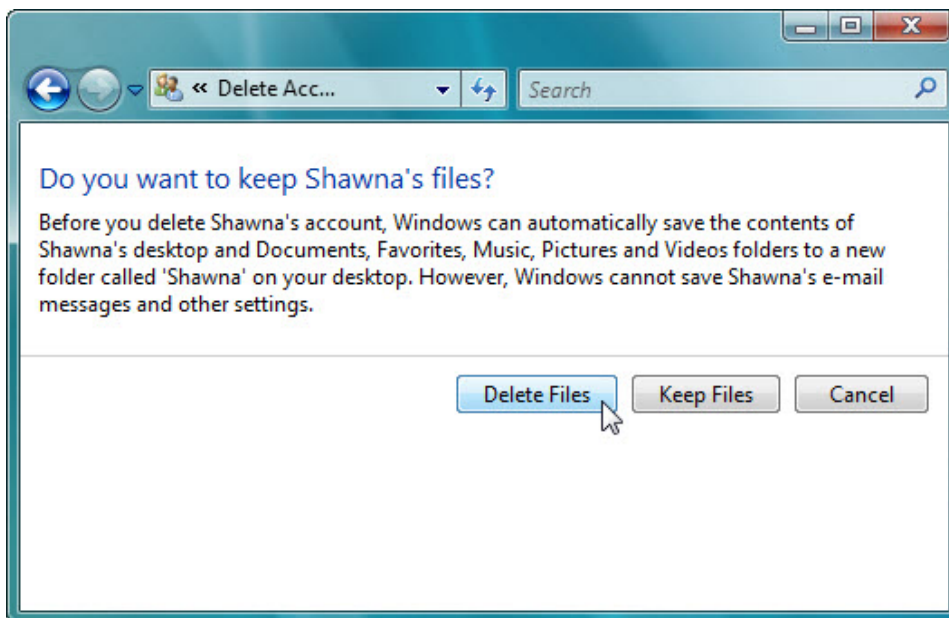 « Delete Acc...
Search
Do you want to keep Shawna's files?
Before you delete Shawna's account, Windows can automatically save the contents of
Shawna's desktop and Documents, Favorites, Music, Pictures and Videos folders to a new
folder called 'Shawna' on your desktop. However, Windows cannot save Shawna's e-mail
messages and other settings.
Delete Files
Keep Files
Cancel